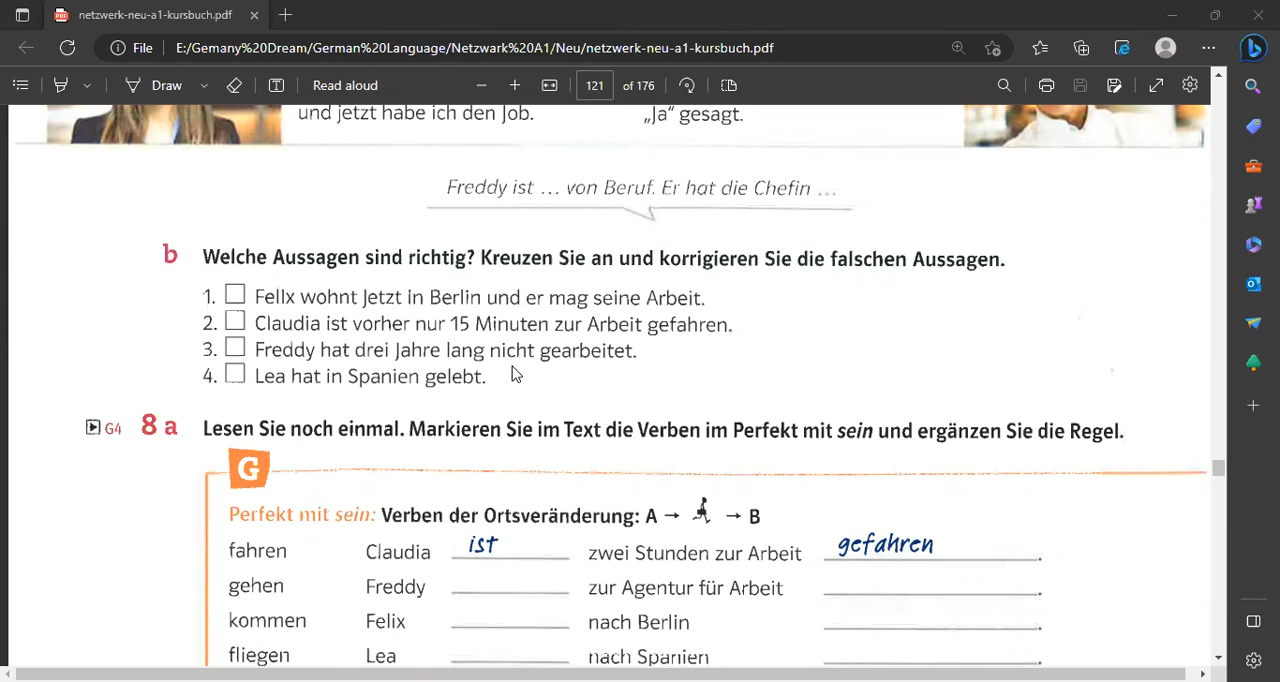 netzwerk-neu-a1-kursbuch.pdf
File E:/Gemany%20Dream/German%20Language/Netzwark%20A1/Neu/netzwerk-neu-a1-kursbuch.pdf
Draw Read aloud 121 of 176
und jetzt habe ich den Job. „Ja“ gesagt.
Freddy ist ... von Beruf. Er hat die Chefin ...
b Welche Aussagen sind richtig? Kreuzen Sie an und korrigieren Sie die falschen Aussagen.
1. Felix wohnt jetzt in Berlin und er mag seine Arbeit.
2. Claudia ist vorher nur 15 Minuten zur Arbeit gefahren.
3. Freddy hat drei Jahre lang nicht gearbeitet.
4. Lea hat in Spanien gelebt.
G4 8 a Lesen Sie noch einmal. Markieren Sie im Text die Verben im Perfekt mit sein und ergänzen Sie die Regel.
G
Perfekt mit sein: Verben der Ortsveränderung: A → → B
fahren Claudia ist zwei Stunden zur Arbeit gefahren.
gehen Freddy zur Agentur für Arbeit .
kommen Felix nach Berlin .
fliegen Lea nach Spanien .